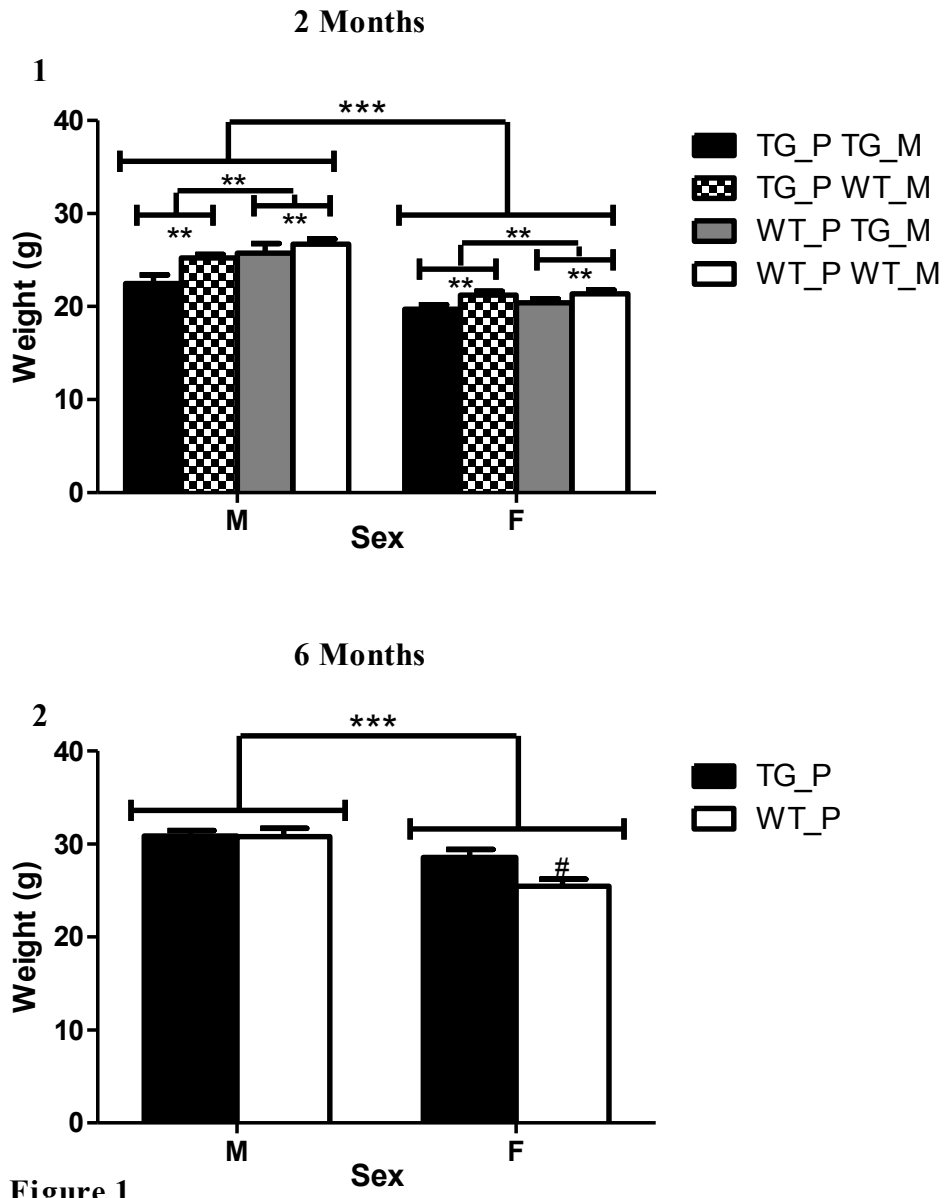 2 Months
1
***
40
30
20
10
0
Weight (g)
**
**
**
**
**
**
M
F
Sex
TG_P TG_M
TG_P WT_M
WT_P TG_M
WT_P WT_M
6 Months
2
***
40
30
20
10
0
Weight (g)
#
M
F
Sex
TG_P
WT_P
Figure 1